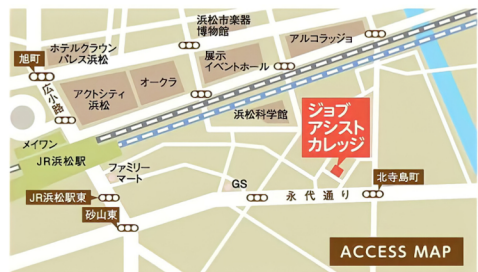 浜松市楽器
博物館
アルコラッジョ
旭町
ホテルクラウン
パレス浜松
展示
イベントホール
オークラ
アクトシティ
浜松
広小路
浜松科学館
ジョブ
アシスト
カレッジ
メイワン
JR浜松駅
ファミリー
マート
GS
永代通り
北寺島町
JR浜松駅東
砂山東
ACCESS MAP